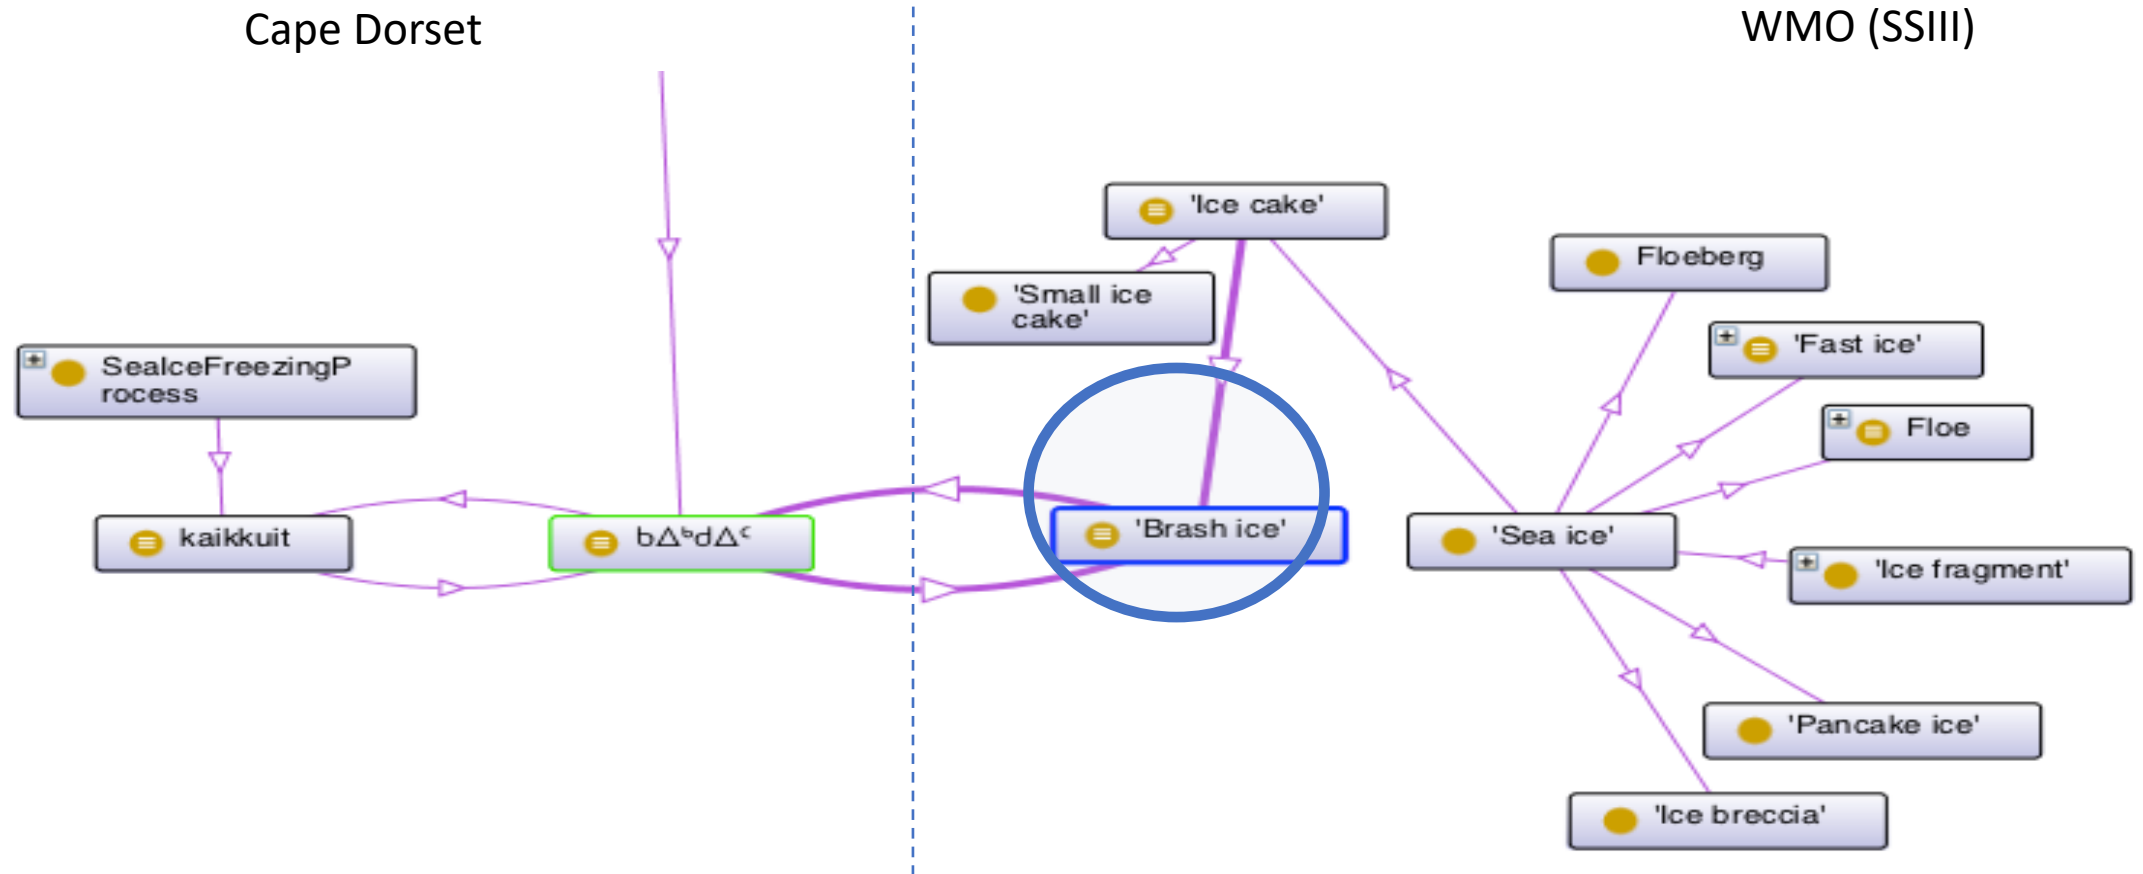 Cape Dorset
WMO (SSIII)
'Ice cake'
Floeberg
'Small ice
cake'
'Fast ice'
SeaIceFreezingP
rocess
Floe
kaikkuit
ᑲᐃᒃᑯᐃᑦ
'Brash ice'
'Sea ice'
'Ice fragment'
'Pancake ice'
'Ice breccia'